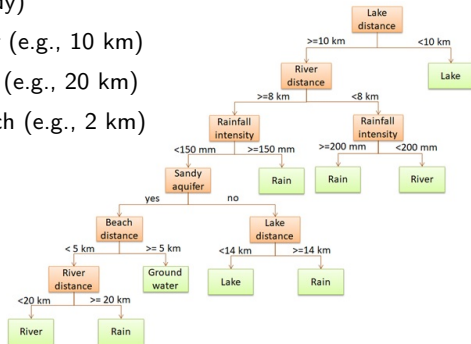 dy)
(e.g., 10 km)
(e.g., 20 km)
ch (e.g., 2 km)
Lake
distance
>=10 km
<10 km
River
distance
Lake
>=8 km
<8 km
Rainfall
intensity
Rainfall
intensity
<150 mm
>=150 mm
>=200 mm
<200 mm
Sandy
aquifer
Rain
Rain
River
yes
no
Beach
distance
Lake
distance
< 5 km
>= 5 km
<14 km
>=14 km
River
distance
Ground
water
Lake
Rain
<20 km
>= 20 km
River
Rain